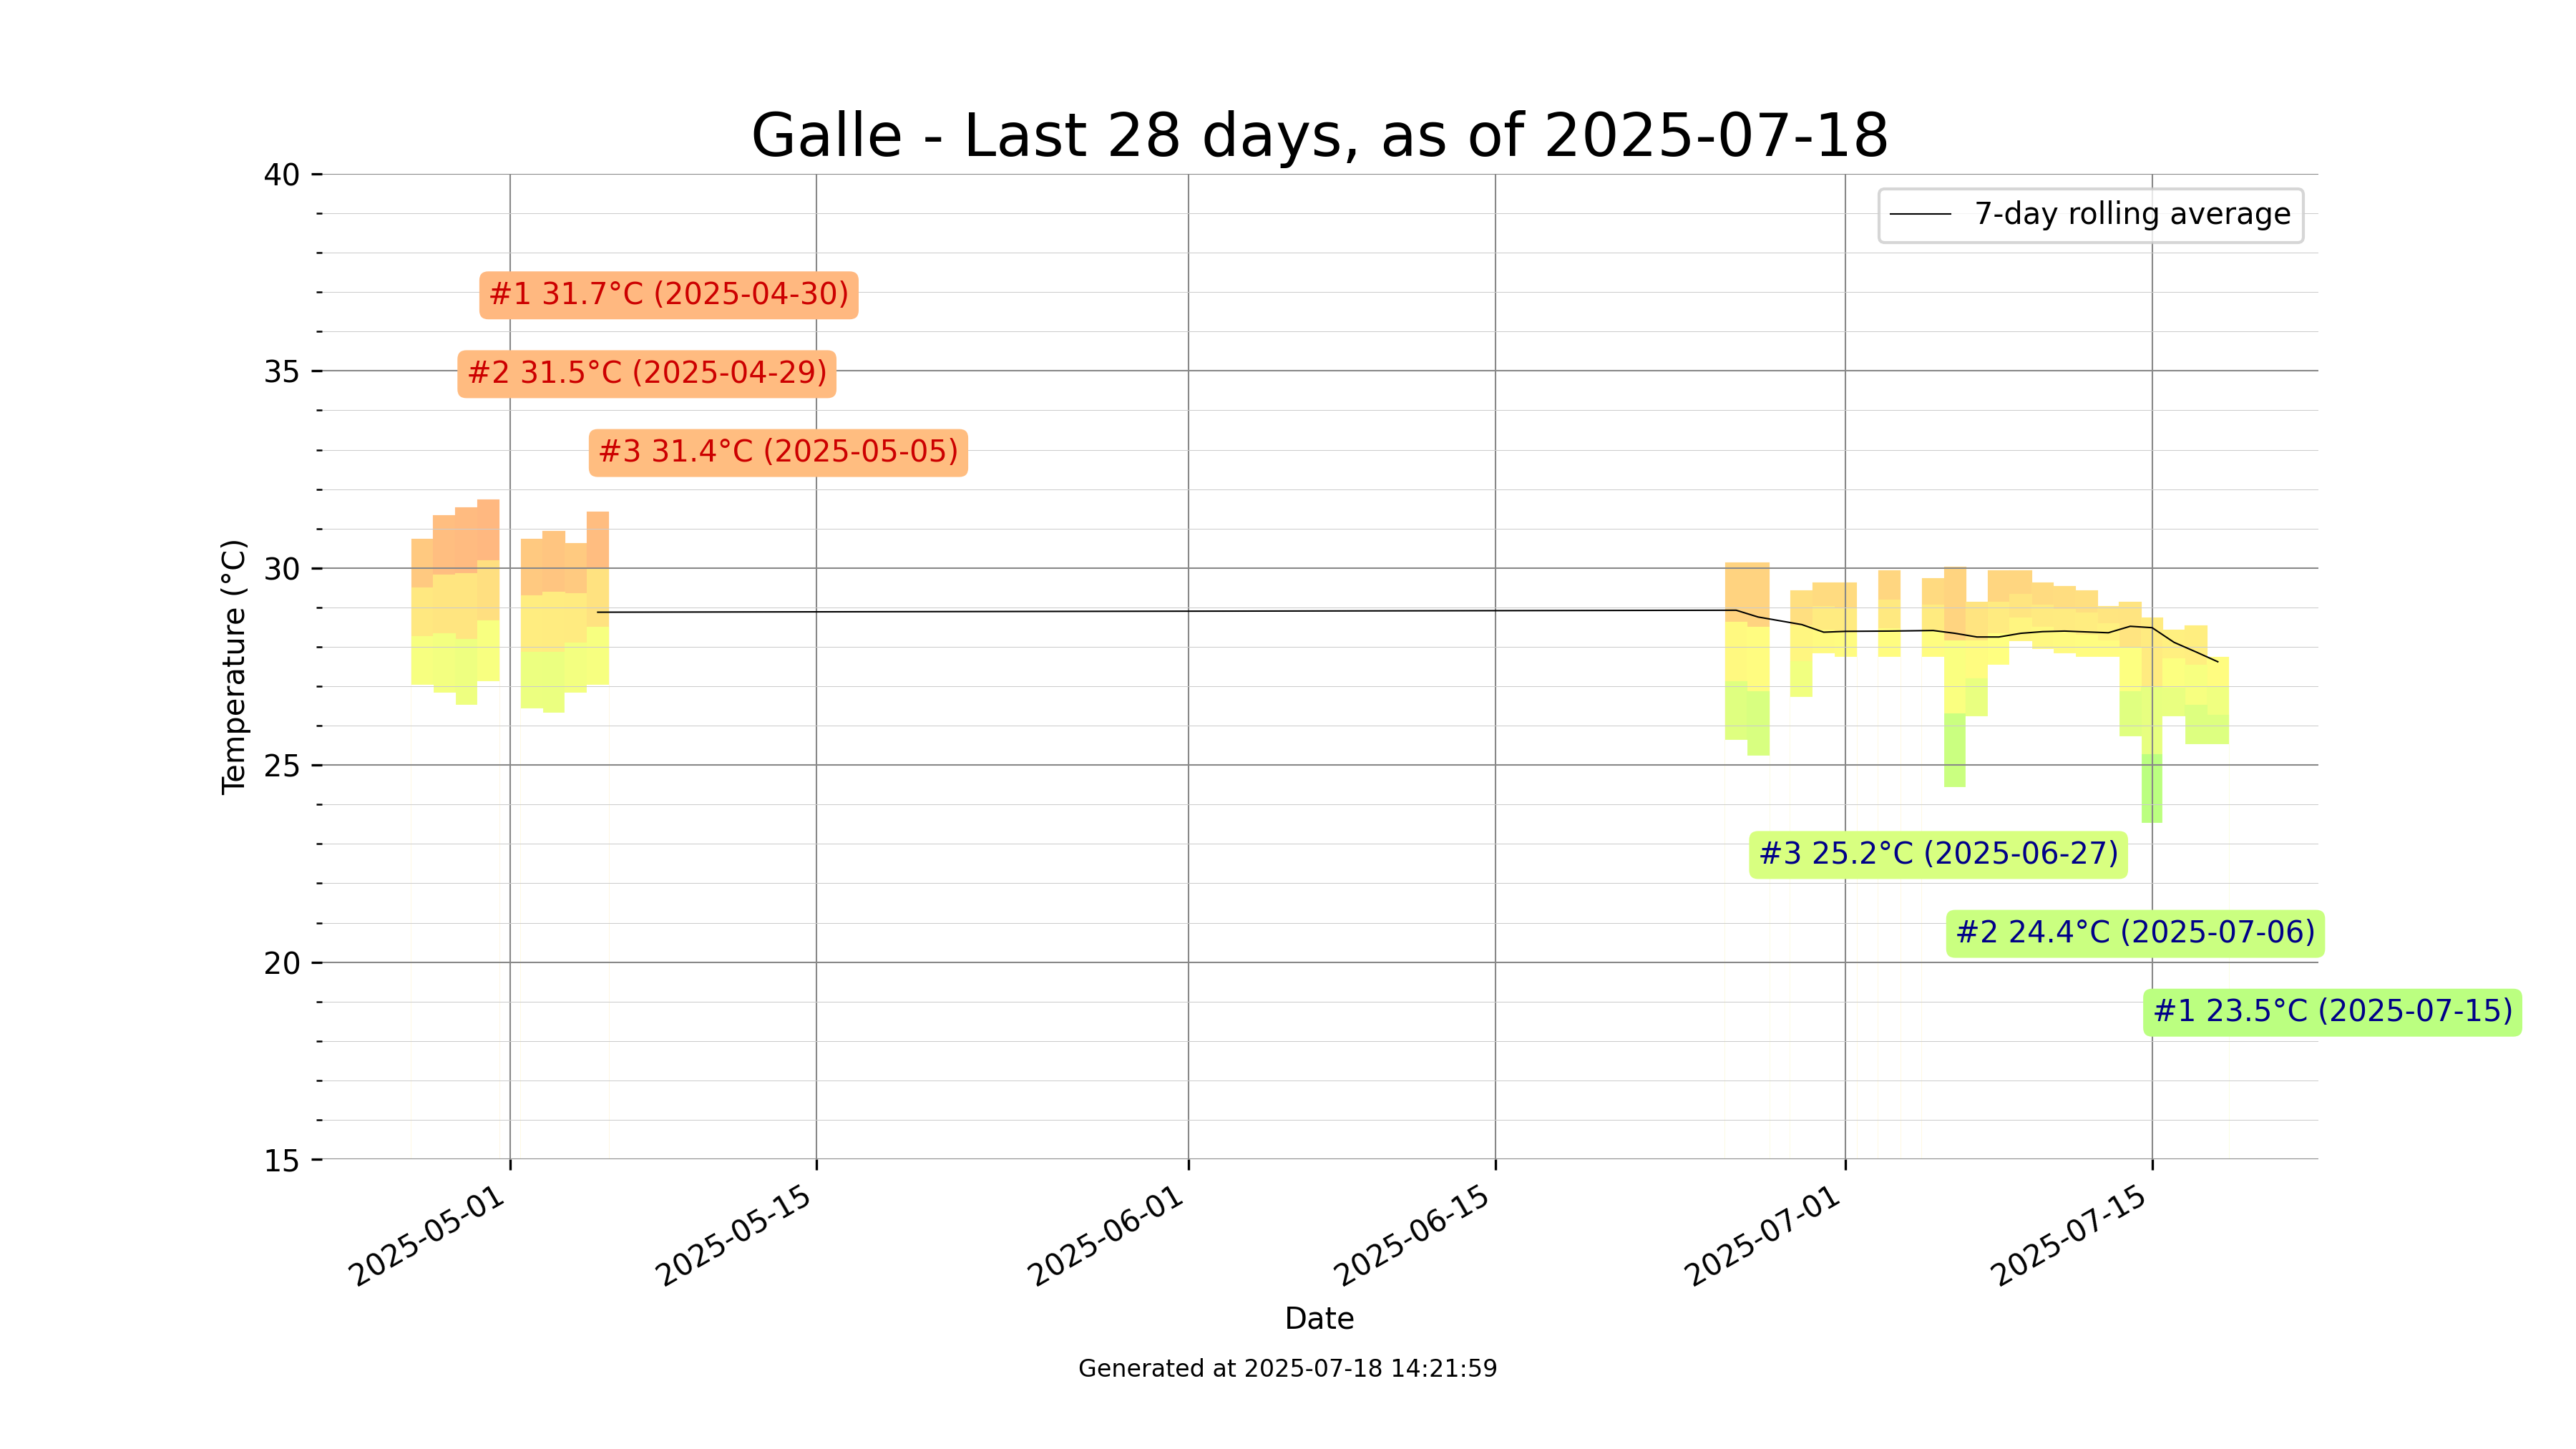 Galle - Last 28 days, as of 2025-07-18
40
35
30
25
20
15
Temperature (°C)
7-day rolling average
#1 31.7°C (2025-04-30)
#2 31.5°C (2025-04-29)
#3 31.4°C (2025-05-05)
#3 25.2°C (2025-06-27)
#2 24.4°C (2025-07-06)
#1 23.5°C (2025-07-15)
2025-05-01
2025-05-15
2025-06-01
2025-06-15
2025-07-01
2025-07-15
Date
Generated at 2025-07-18 14:21:59